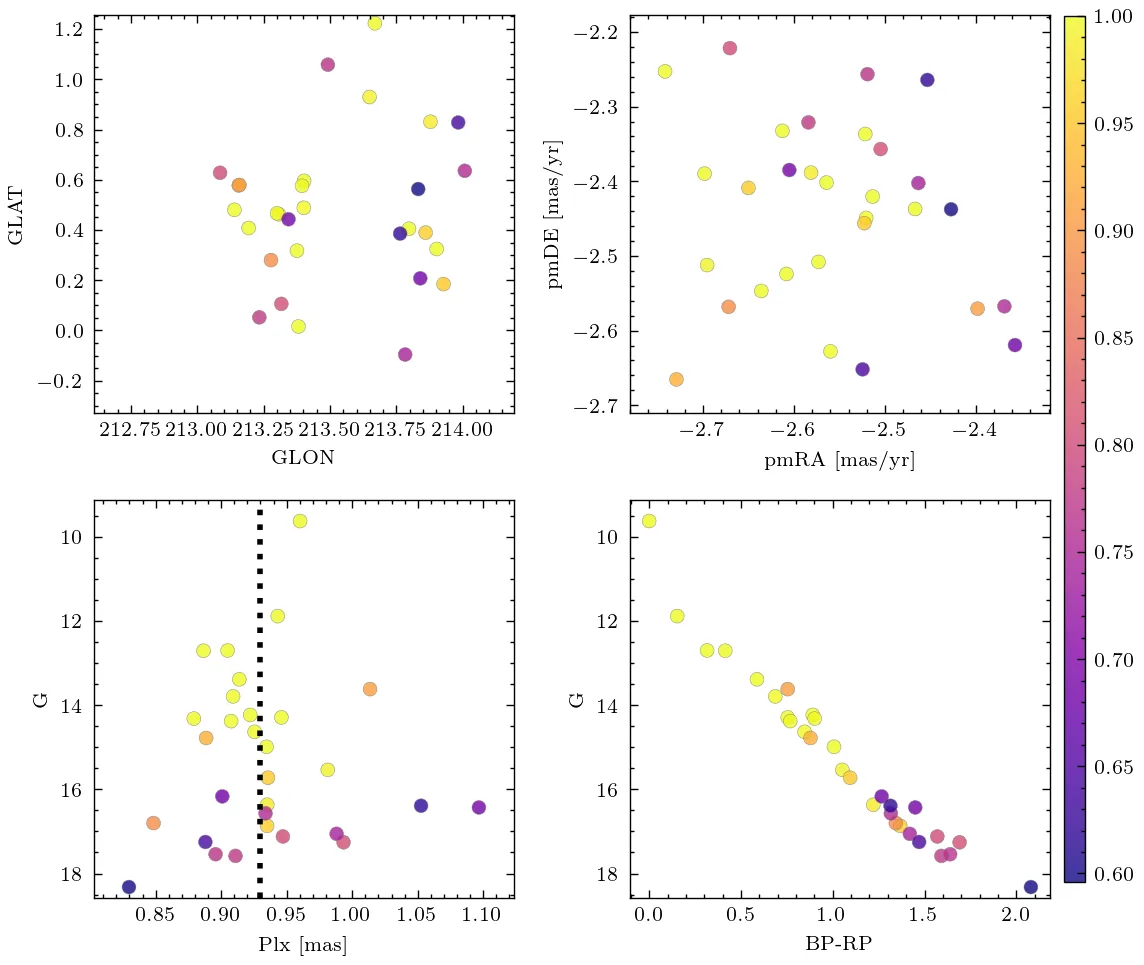 1.2
1.0
0.8
0.6
0.4
0.2
0.0
−0.2
GLAT
212.75 213.00 213.25 213.50 213.75 214.00
GLON
−2.2
−2.3
−2.4
−2.5
−2.6
−2.7
pmDE [mas/yr]
−2.7 −2.6 −2.5 −2.4
pmRA [mas/yr]
10
12
14
16
18
G
0.85 0.90 0.95 1.00 1.05 1.10
Plx [mas]
10
12
14
16
18
G
0.0 0.5 1.0 1.5 2.0
BP-RP
1.00
0.95
0.90
0.85
0.80
0.75
0.70
0.65
0.60